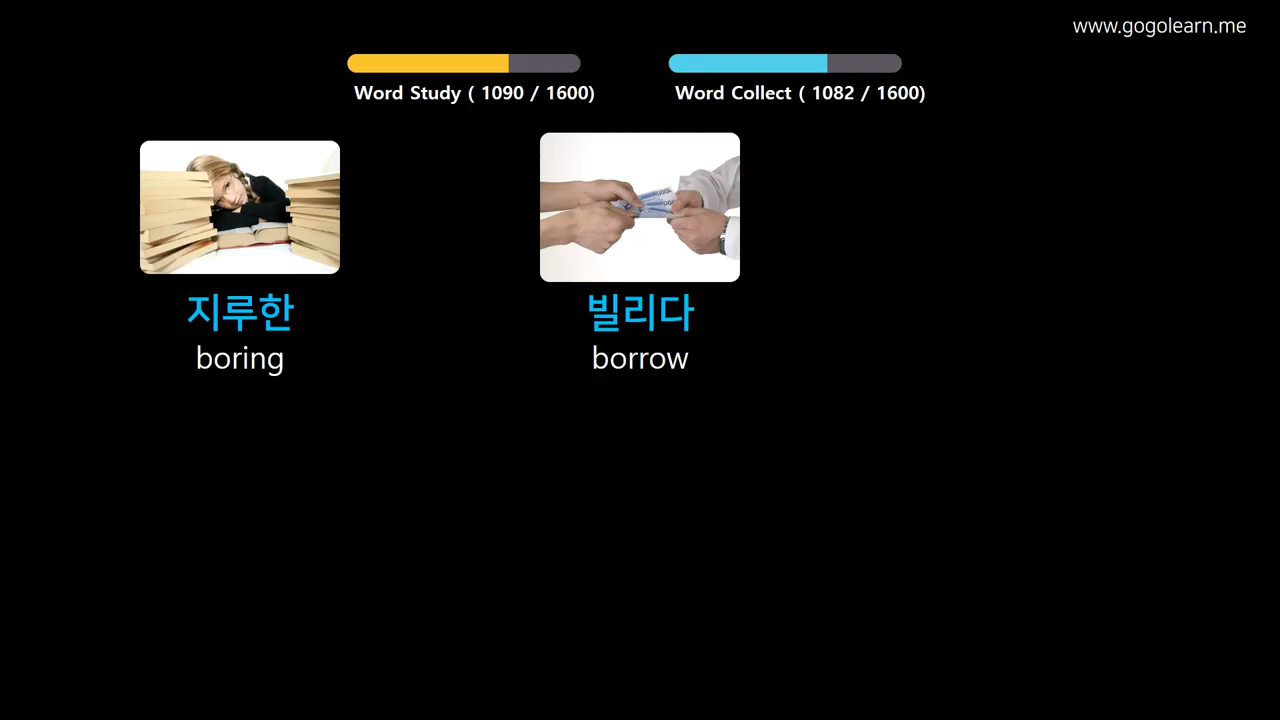 www.gogolearn.me
Word Study ( 1090 / 1600)
Word Collect ( 1082 / 1600)
지루한
boring
빌리다
borrow